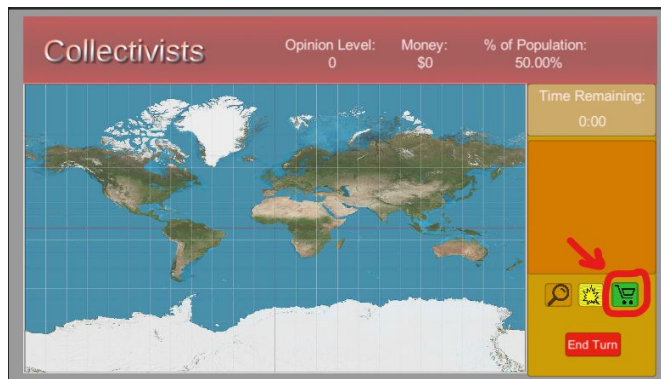 Collectivists
Opinion Level:
0
Money:
$0
% of Population:
50.00%
Time Remaining:
0:00
End Turn